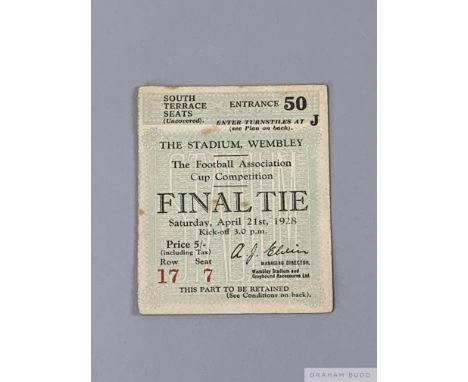 SOUTH TERRACE SEATS (Uncovered).
ENTRANCE 50
ENTER TURNSTILES AT J
(see Plan on back).
THE STADIUM, WEMBLEY
The Football Association
Cup Competition
FINAL TIE
Saturday, April 21st, 1928
Kick-off 3.0 p.m.
Price 5/-
(including Tax)
Row Seat
17 7
A J Elvin
MANAGING DIRECTOR,
Wembley Stadium and
Greyhound Racecourse Ltd
THIS PART TO BE RETAINED
(See Conditions on back).
GRAHAM BUDD